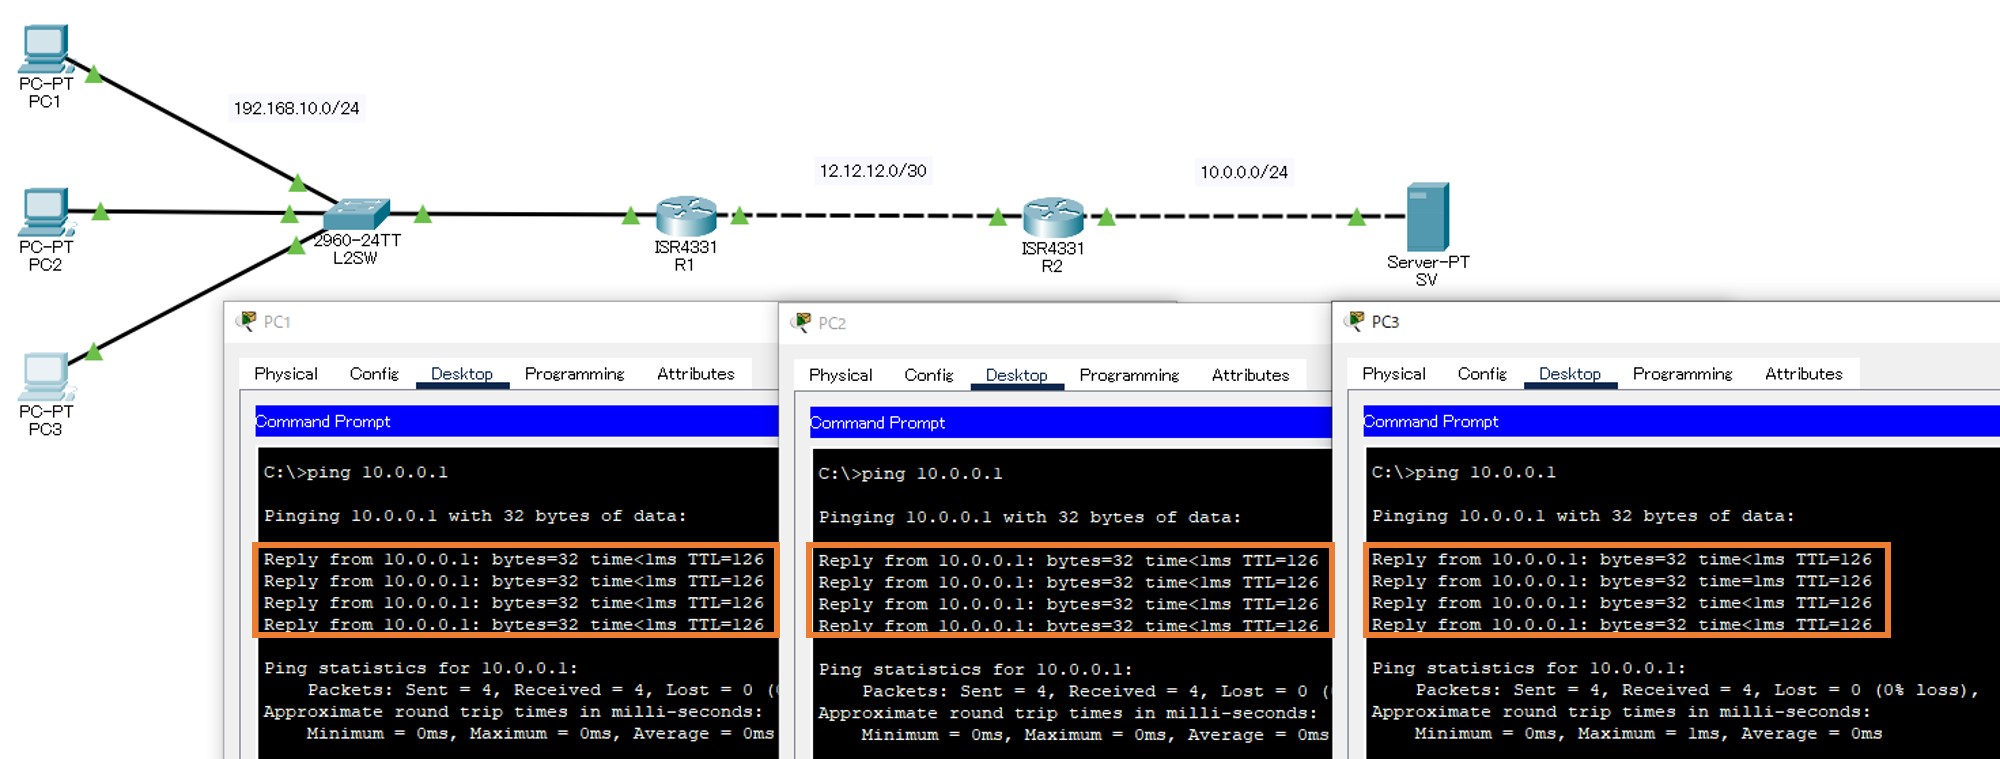 PC-PT
PC1
192.168.10.0/24
12.12.12.0/30
10.0.0.0/24
PC-PT
PC2
2960-24TT
L2SW
ISR4331
R1
ISR4331
R2
Server-PT
SV
PC-PT
PC3
PC1
Physical Config Desktop Programming Attributes
Command Prompt
C:\>ping 10.0.0.1
Pinging 10.0.0.1 with 32 bytes of data:
Reply from 10.0.0.1: bytes=32 time<1ms TTL=126
Reply from 10.0.0.1: bytes=32 time<1ms TTL=126
Reply from 10.0.0.1: bytes=32 time<1ms TTL=126
Reply from 10.0.0.1: bytes=32 time<1ms TTL=126
Ping statistics for 10.0.0.1:
Packets: Sent = 4, Received = 4, Lost = 0 (
Approximate round trip times in milli-seconds:
Minimum = 0ms, Maximum = 0ms, Average = 0ms
PC2
Physical Config Desktop Programming Attributes
Command Prompt
C:\>ping 10.0.0.1
Pinging 10.0.0.1 with 32 bytes of data:
Reply from 10.0.0.1: bytes=32 time<1ms TTL=126
Reply from 10.0.0.1: bytes=32 time<1ms TTL=126
Reply from 10.0.0.1: bytes=32 time<1ms TTL=126
Reply from 10.0.0.1: bytes=32 time<1ms TTL=126
Ping statistics for 10.0.0.1:
Packets: Sent = 4, Received = 4, Lost = 0 (
Approximate round trip times in milli-seconds:
Minimum = 0ms, Maximum = 0ms, Average = 0ms
PC3
Physical Config Desktop Programming Attributes
Command Prompt
C:\>ping 10.0.0.1
Pinging 10.0.0.1 with 32 bytes of data:
Reply from 10.0.0.1: bytes=32 time<1ms TTL=126
Reply from 10.0.0.1: bytes=32 time=1ms TTL=126
Reply from 10.0.0.1: bytes=32 time<1ms TTL=126
Reply from 10.0.0.1: bytes=32 time<1ms TTL=126
Ping statistics for 10.0.0.1:
Packets: Sent = 4, Received = 4, Lost = 0 (0% loss),
Approximate round trip times in milli-seconds:
Minimum = 0ms, Maximum = 1ms, Average = 0ms